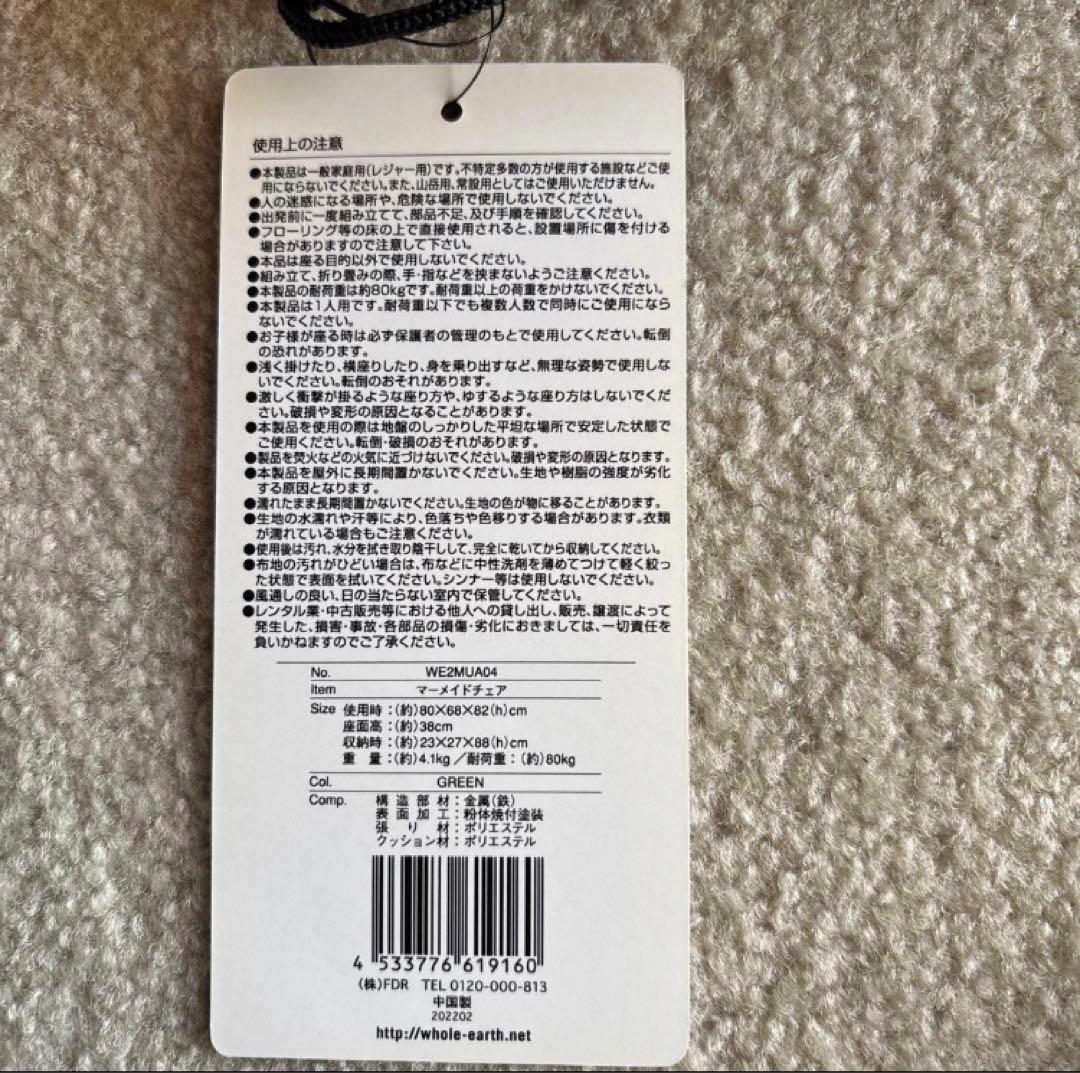 使用上の注意
●本製品は一般家庭用(レジャー用)です。不特定多数の方が使用する施設などご使
用にならないでください。また、山岳用、常設用としてはご使用いただけません。
●人の迷惑になる場所や、危険な場所で使用しないでください。
●出発前に一度組み立てて、部品不足、及び手順を確認してください。
●フローリング等の床の上で直接使用されると、設置場所に傷を付ける
場合がありますので注意して下さい。
●本品は座る目的以外で使用しないでください。
●組み立て、折り畳みの際、手・指などを挟まないようご注意ください。
●本製品の耐荷重は約80kgです。耐荷重以上の荷重をかけないでください。
●本製品は1人用です。耐荷重以下でも複数人数で同時にご使用になら
ないでください。
●お子様が座る時は必ず保護者の管理のもとで使用してください。転倒
の恐れがあります。
●浅く掛けたり、横座りしたり、身を乗り出すなど、無理な姿勢で使用しな
いでください。転倒のおそれがあります。
●激しく衝撃が掛るような座り方や、ゆするような座り方はしないでくだ
さい。破損や変形の原因となることがあります。
●本製品を使用の際は地盤のしっかりした平坦な場所で安定した状態で
ご使用ください。転倒・破損のおそれがあります。
●製品を焚火などの火気に近づけないでください。破損や変形の原因となります。
●本製品を屋外に長期間置かないでください。生地や樹脂の強度が劣化
する原因となります。
●濡れたまま長期間置かないでください。生地の色が物に移ることがあります。
●生地の水濡れや汗等により、色落ちや色移りする場合があります。衣類
が濡れている場合もご注意ください。
●使用後は汚れ、水分を拭き取り陰干しして、完全に乾いてから収納してください。
●布地の汚れがひどい場合は、布などに中性洗剤を薄めてつけて軽く絞っ
た状態で表面を拭いてください。シンナー等は使用しないでください。
●風通しの良い、日の当たらない室内で保管してください。
●レンタル業・中古販売等における他人への貸し出し、販売、譲渡によって
発生した、損害・事故・各部品の損傷・劣化におきましては、一切責任を
負いかねますのでご了承ください。
No. WE2MUA04
Item マーメイドチェア
Size 使用時:(約)80×68×82(h)cm
座面高:(約)38cm
収納時:(約)23×27×88(h)cm
重 量:(約)4.1kg/耐荷重:(約)80kg
Col. GREEN
Comp. 構造部材:金属(鉄)
表面加工:粉体焼付塗装
張り材:ポリエステル
クッション材:ポリエステル
4 533776 619160
(株)FDR TEL 0120-000-813
中国製
202202
http://whole-earth.net